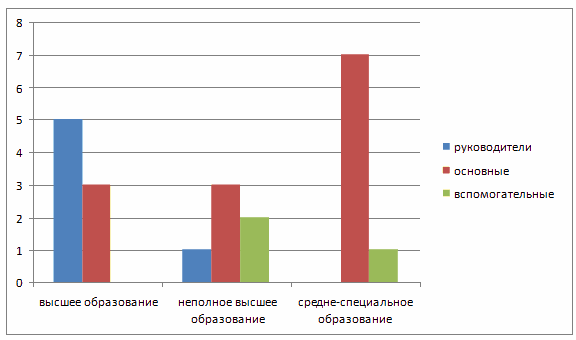 8
7
6
5
4
3
2
1
0
высшее образование
неполное высшее
образование
средне-специальное
образование
руководители
основные
вспомогательные